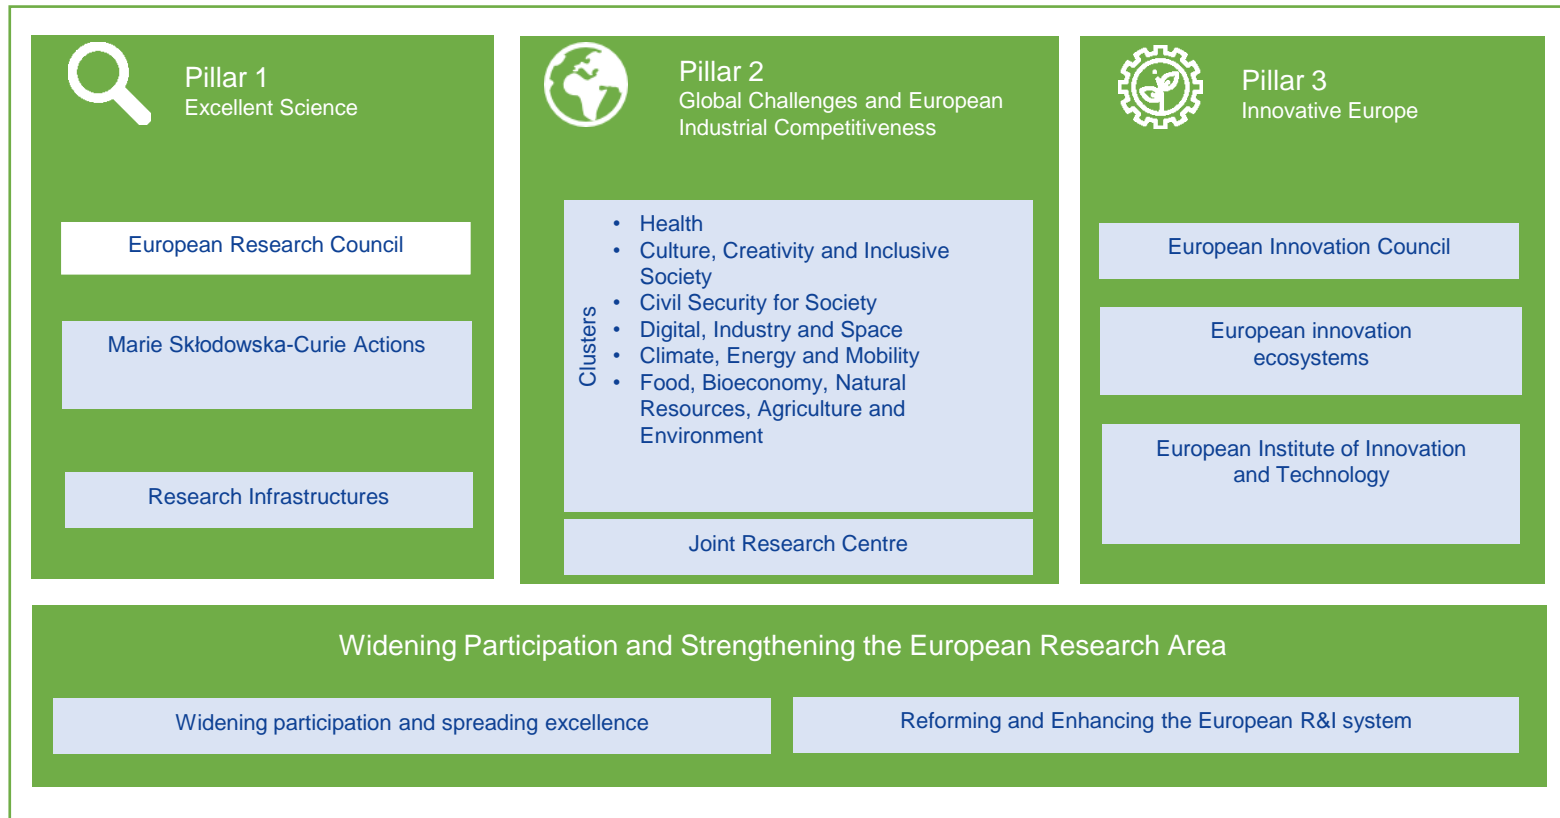 Pillar 1
Excellent Science
European Research Council
Marie Skłodowska-Curie Actions
Research Infrastructures
Pillar 2
Global Challenges and European
Industrial Competitiveness
Clusters
• Health
• Culture, Creativity and Inclusive
Society
• Civil Security for Society
• Digital, Industry and Space
• Climate, Energy and Mobility
• Food, Bioeconomy, Natural
Resources, Agriculture and
Environment
Joint Research Centre
Pillar 3
Innovative Europe
European Innovation Council
European innovation
ecosystems
European Institute of Innovation
and Technology
Widening Participation and Strengthening the European Research Area
Widening participation and spreading excellence
Reforming and Enhancing the European R&I system